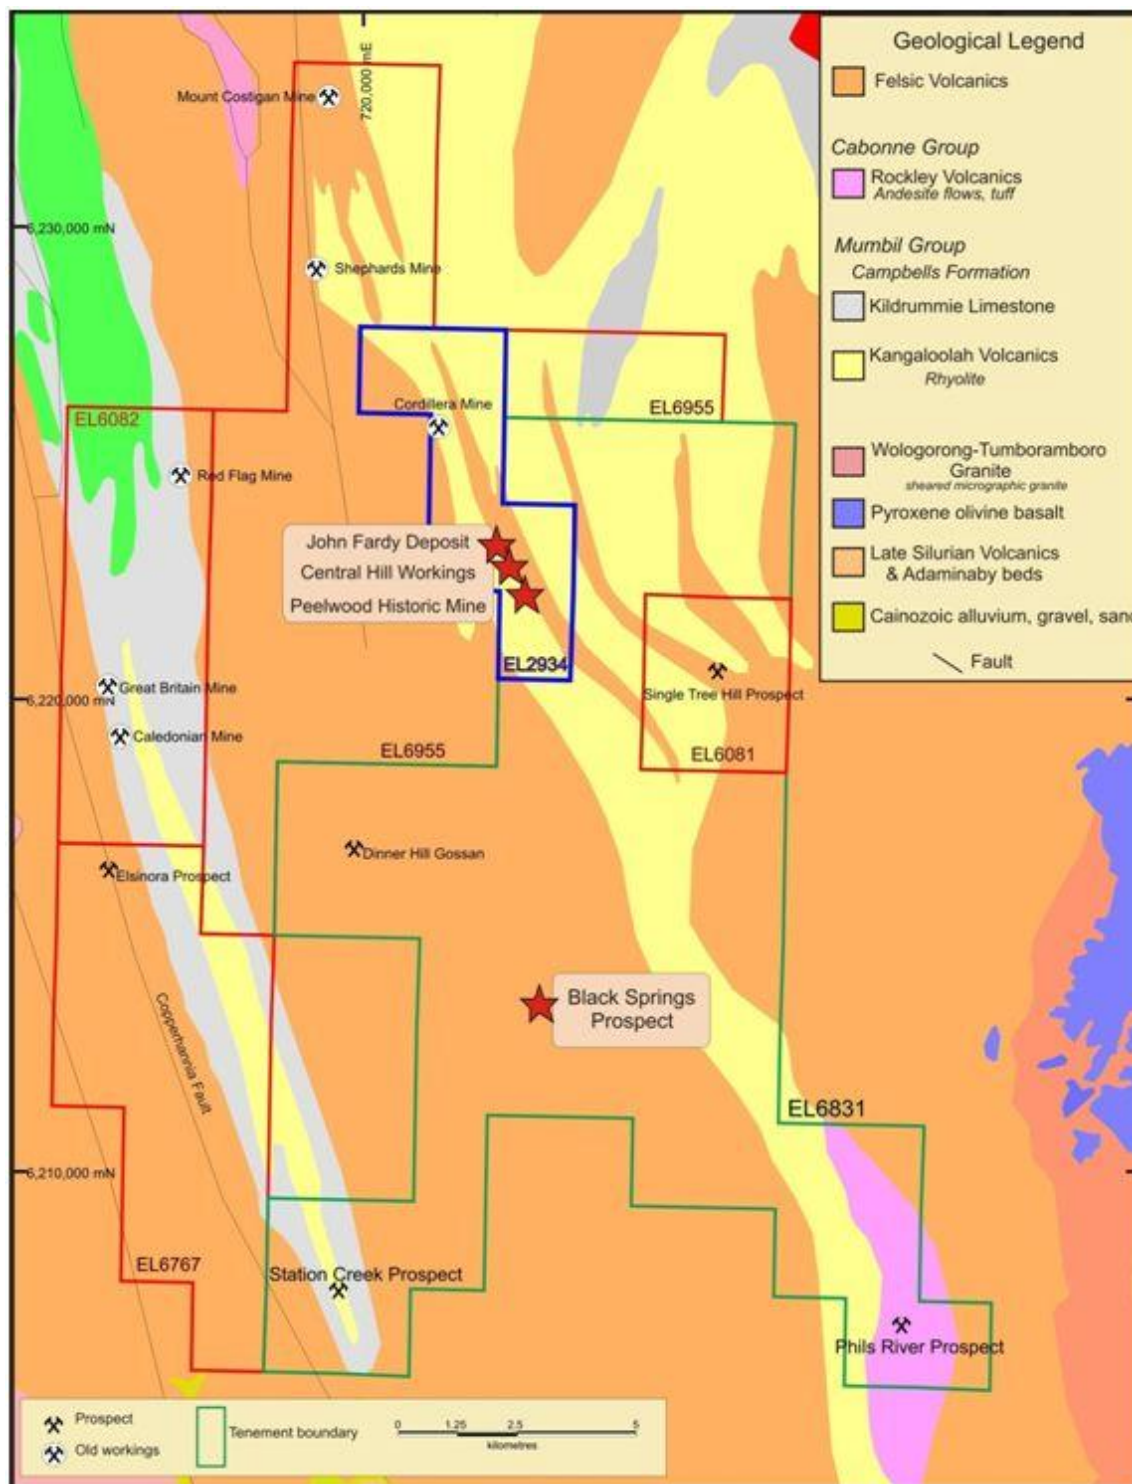 Geological Legend
Felsic Volcanics
Cabonne Group
Rockley Volcanics
Andesite flows, tuff
Mumbil Group
Campbells Formation
Kildrummie Limestone
Kangaloolah Volcanics
Rhyolite
Wologorong-Tumboramboro
Granite
sheared micrographic granite
Pyroxene olivine basalt
Late Silurian Volcanics
& Adaminaby beds
Cainozoic alluvium, gravel, sand
Fault
720,000 mE
Mount Costigan Mine
6,230,000 mN
Shephards Mine
Cordillera Mine
EL6955
EL6082
Red Flag Mine
John Fardy Deposit
Central Hill Workings
Peelwood Historic Mine
EL2934
Great Britain Mine
6,220,000 mN
Single Tree Hill Prospect
Caledonian Mine
EL6955
EL6081
Dinner Hill Gossan
Elsinora Prospect
Black Springs
Prospect
Copperhannia Fault
EL6831
6,210,000 mN
EL6767
Station Creek Prospect
Phils River Prospect
Prospect
Old workings
Tenement boundary
0 1.25 2.5 5
kilometres